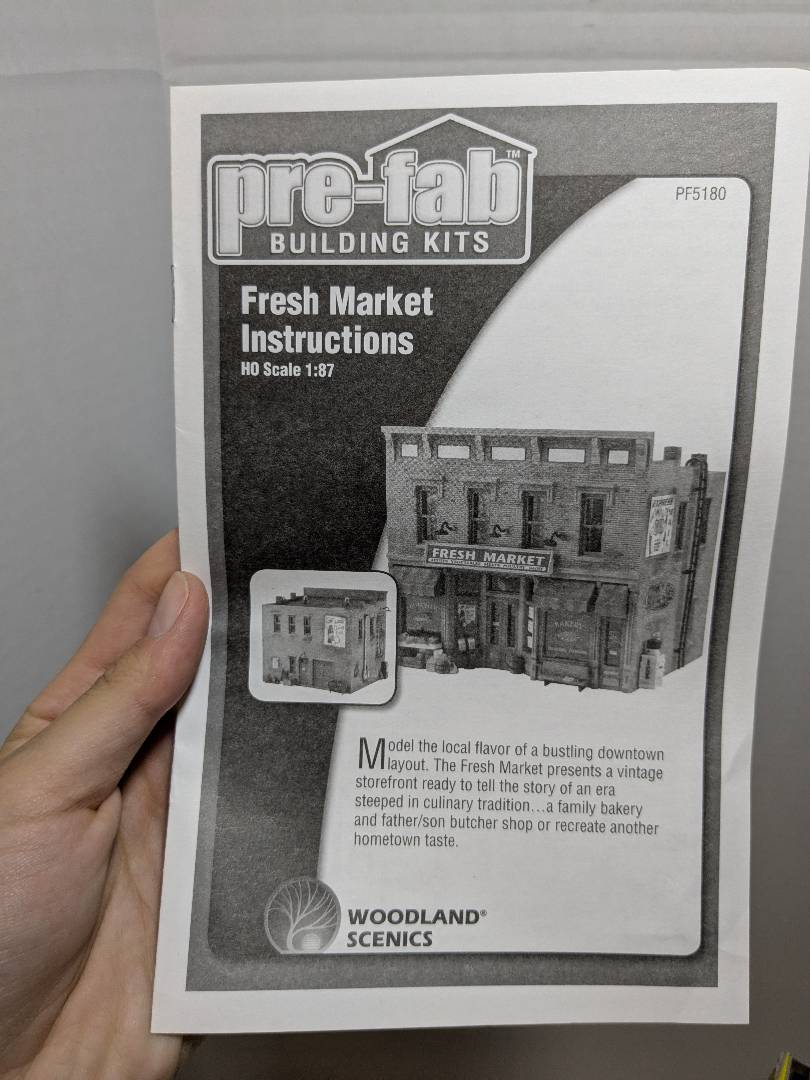 pre-fab™
BUILDING KITS
PF5180
Fresh Market
Instructions
HO Scale 1:87
FRESH MARKET
BAKERY
Model the local flavor of a bustling downtown
layout. The Fresh Market presents a vintage
storefront ready to tell the story of an era
steeped in culinary tradition...a family bakery
and father/son butcher shop or recreate another
hometown taste.
WOODLAND®
SCENICS